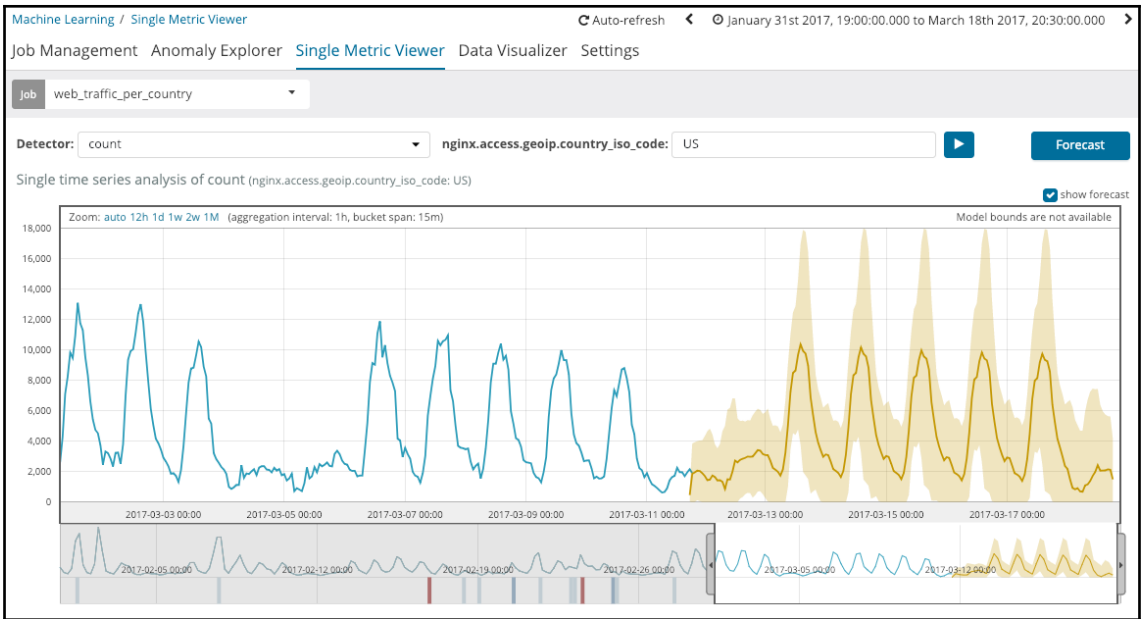 Machine Learning / Single Metric Viewer
Auto-refresh January 31st 2017, 19:00:00.000 to March 18th 2017, 20:30:00.000
Job Management Anomaly Explorer Single Metric Viewer Data Visualizer Settings
Job web_traffic_per_country
Detector: count nginx.access.geoip.country_iso_code: US Forecast
Single time series analysis of count (nginx.access.geoip.country_iso_code: US)
show forecast
Zoom: auto 12h 1d 1w 2w 1M (aggregation interval: 1h, bucket span: 15m) Model bounds are not available
18,000
16,000
14,000
12,000
10,000
8,000
6,000
4,000
2,000
0
2017-03-03 00:00 2017-03-05 00:00 2017-03-07 00:00 2017-03-09 00:00 2017-03-11 00:00 2017-03-13 00:00 2017-03-15 00:00 2017-03-17 00:00
2017-02-05 00:00 2017-02-12 00:00 2017-02-19 00:00 2017-02-26 00:00 2017-03-05 00:00 2017-03-12 00:00